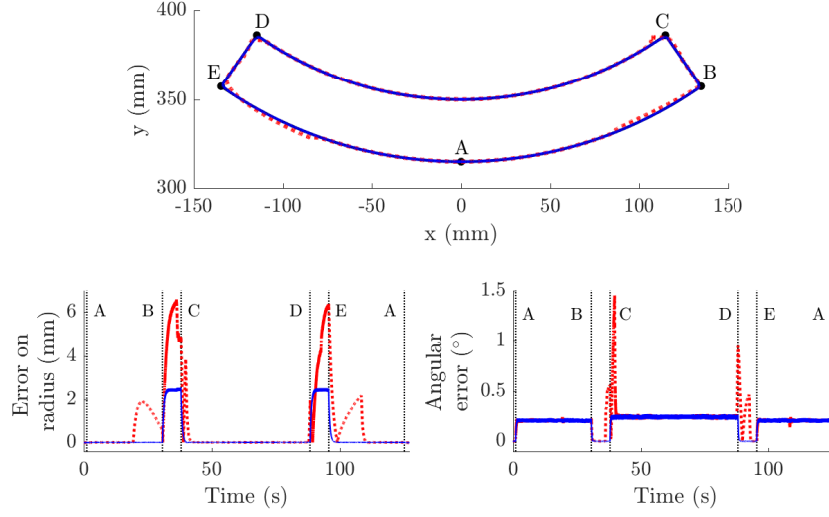 400
D
C
E
B
350
A
y (mm)
300
-150 -100 -50 0 50 100 150
x (mm)
6
4
2
0
A B C D E A
Error on
radius (mm)
0 50 100
Time (s)
1.5
1
0.5
0
A B C D E A
Angular
error (°)
0 50 100
Time (s)